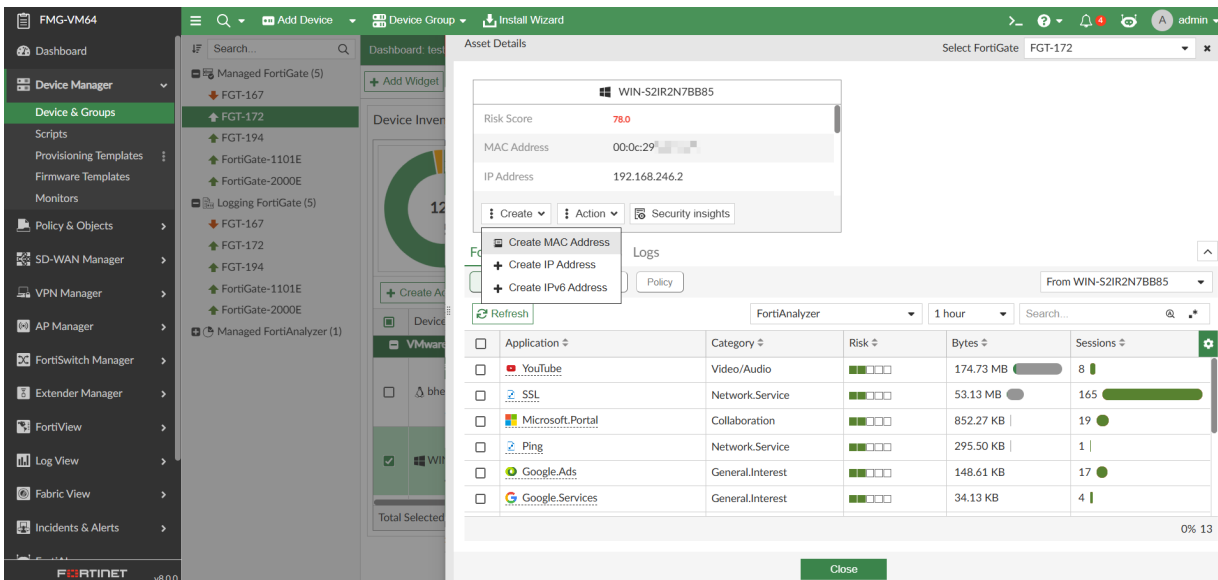 FMG-VM64
Add Device
Device Group
Install Wizard
4
A
admin
Dashboard
Device Manager
Device & Groups
Scripts
Provisioning Templates
Firmware Templates
Monitors
Policy & Objects
SD-WAN Manager
VPN Manager
AP Manager
FortiSwitch Manager
Extender Manager
FortiView
Log View
Fabric View
Incidents & Alerts
FORTINET
v8.0.0
Search...
Managed FortiGate (5)
FGT-167
FGT-172
FGT-194
FortiGate-1101E
FortiGate-2000E
Logging FortiGate (5)
FGT-167
FGT-172
FGT-194
FortiGate-1101E
FortiGate-2000E
Managed FortiAnalyzer (1)
Dashboard: test
Add Widget
Device Inven
12
Create Ad
Device
VMware
bhe
WIN
Total Selected
Asset Details
Select FortiGate FGT-172
WIN-S2IR2N7BB85
Risk Score 78.0
MAC Address 00:0c:29
IP Address 192.168.246.2
Create Action Security insights
Create MAC Address
Create IP Address
Create IPv6 Address
Fo
Logs
Policy
From WIN-S2IR2N7BB85
Refresh FortiAnalyzer 1 hour Search...
Application Category Risk Bytes Sessions
YouTube Video/Audio 174.73 MB 8
SSL Network.Service 53.13 MB 165
Microsoft.Portal Collaboration 852.27 KB 19
Ping Network.Service 295.50 KB 1
Google.Ads General.Interest 148.61 KB 17
Google.Services General.Interest 34.13 KB 4
0% 13
Close